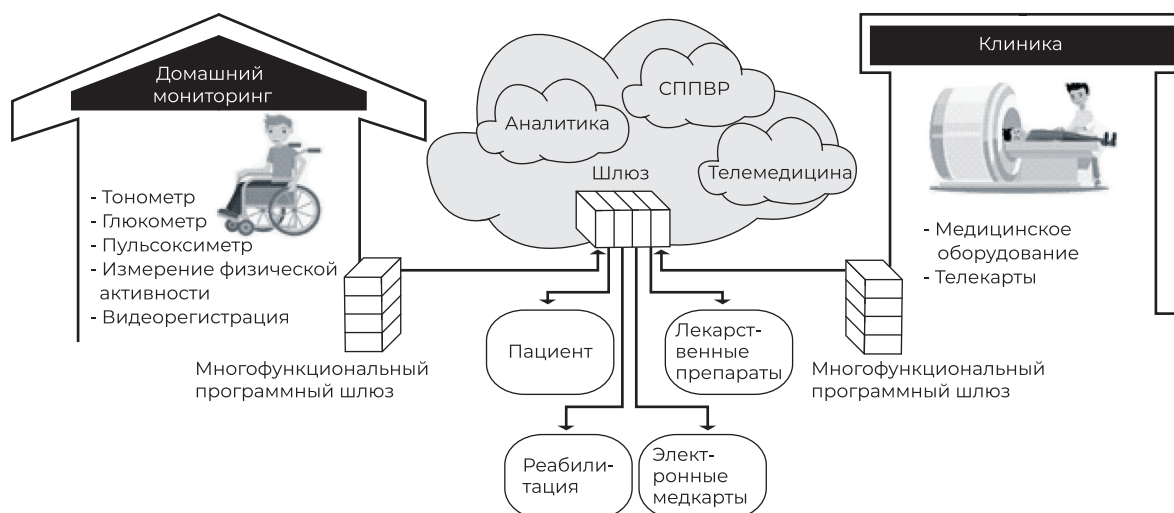 Домашний
мониторинг
- Тонометр
- Глюкометр
- Пульсоксиметр
- Измерение физической
активности
- Видеорегистрация
Многофункциональный
программный шлюз
СППВР
Аналитика
Телемедицина
Шлюз
Пациент
Лекарст-
венные
препараты
Реабили-
тация
Элект-
ронные
медкарты
Клиника
- Медицинское
оборудование
- Телекарты
Многофункциональный
программный шлюз